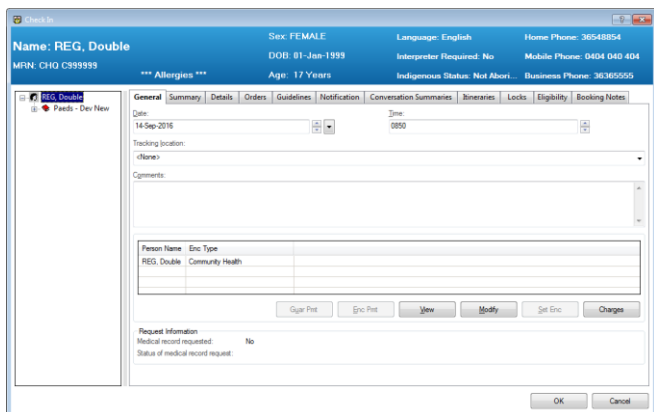 Check In
Name: REG, Double
MRN: CHQ C999999
*** Allergies ***
Sex: FEMALE
DOB: 01-Jan-1999
Age: 17 Years
Language: English
Interpreter Required: No
Indigenous Status: Not Abori...
Home Phone: 36548854
Mobile Phone: 0404 040 404
Business Phone: 36365555
REG, Double
Paeds - Dev New
General Summary Details Orders Guidelines Notification Conversation Summaries Itineraries Locks Eligibility Booking Notes
Date: Time:
14-Sep-2016 0850
Tracking location:
<None>
Comments:
Person Name Enc Type
REG, Double Community Health
Guar Pmt Enc Pmt View Modify Set Enc Charges
Request Information
Medical record requested: No
Status of medical record request:
OK Cancel